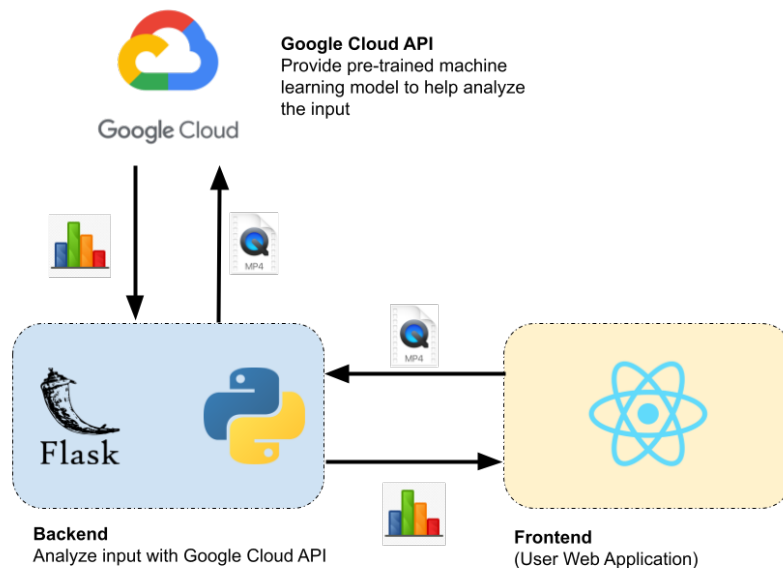 Google Cloud API
Provide pre-trained machine
learning model to help analyze
the input
Google Cloud
MP4
MP4
Flask
Backend
Analyze input with Google Cloud API
Frontend
(User Web Application)